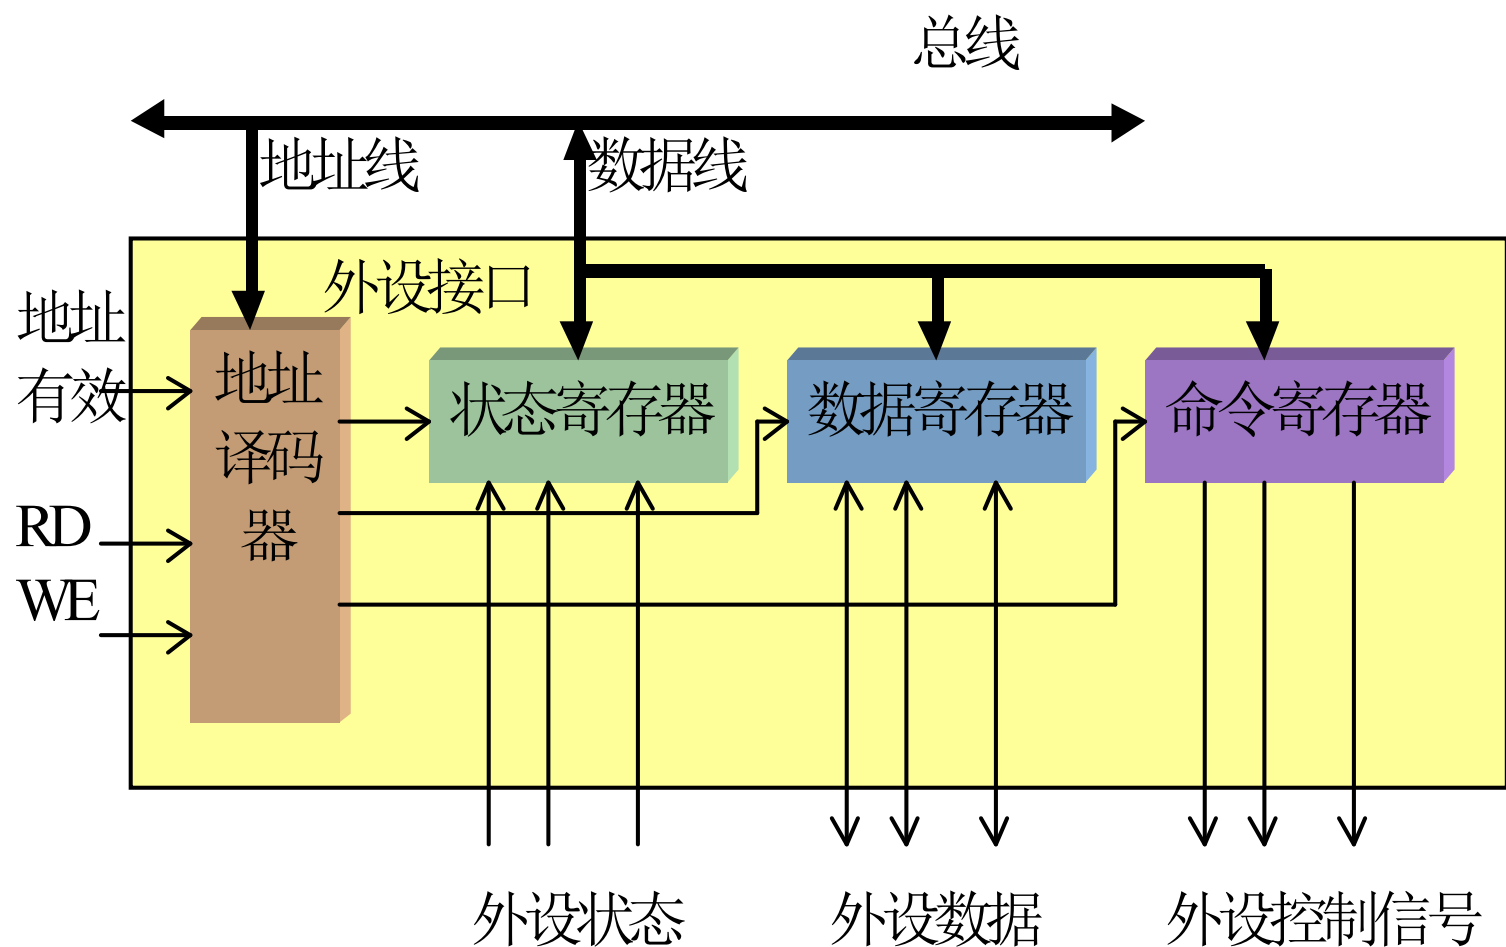 总线
地址线
数据线
外设接口
地址
有效
RD
WE
地址
译码
器
状态寄存器
数据寄存器
命令寄存器
外设状态
外设数据
外设控制信号